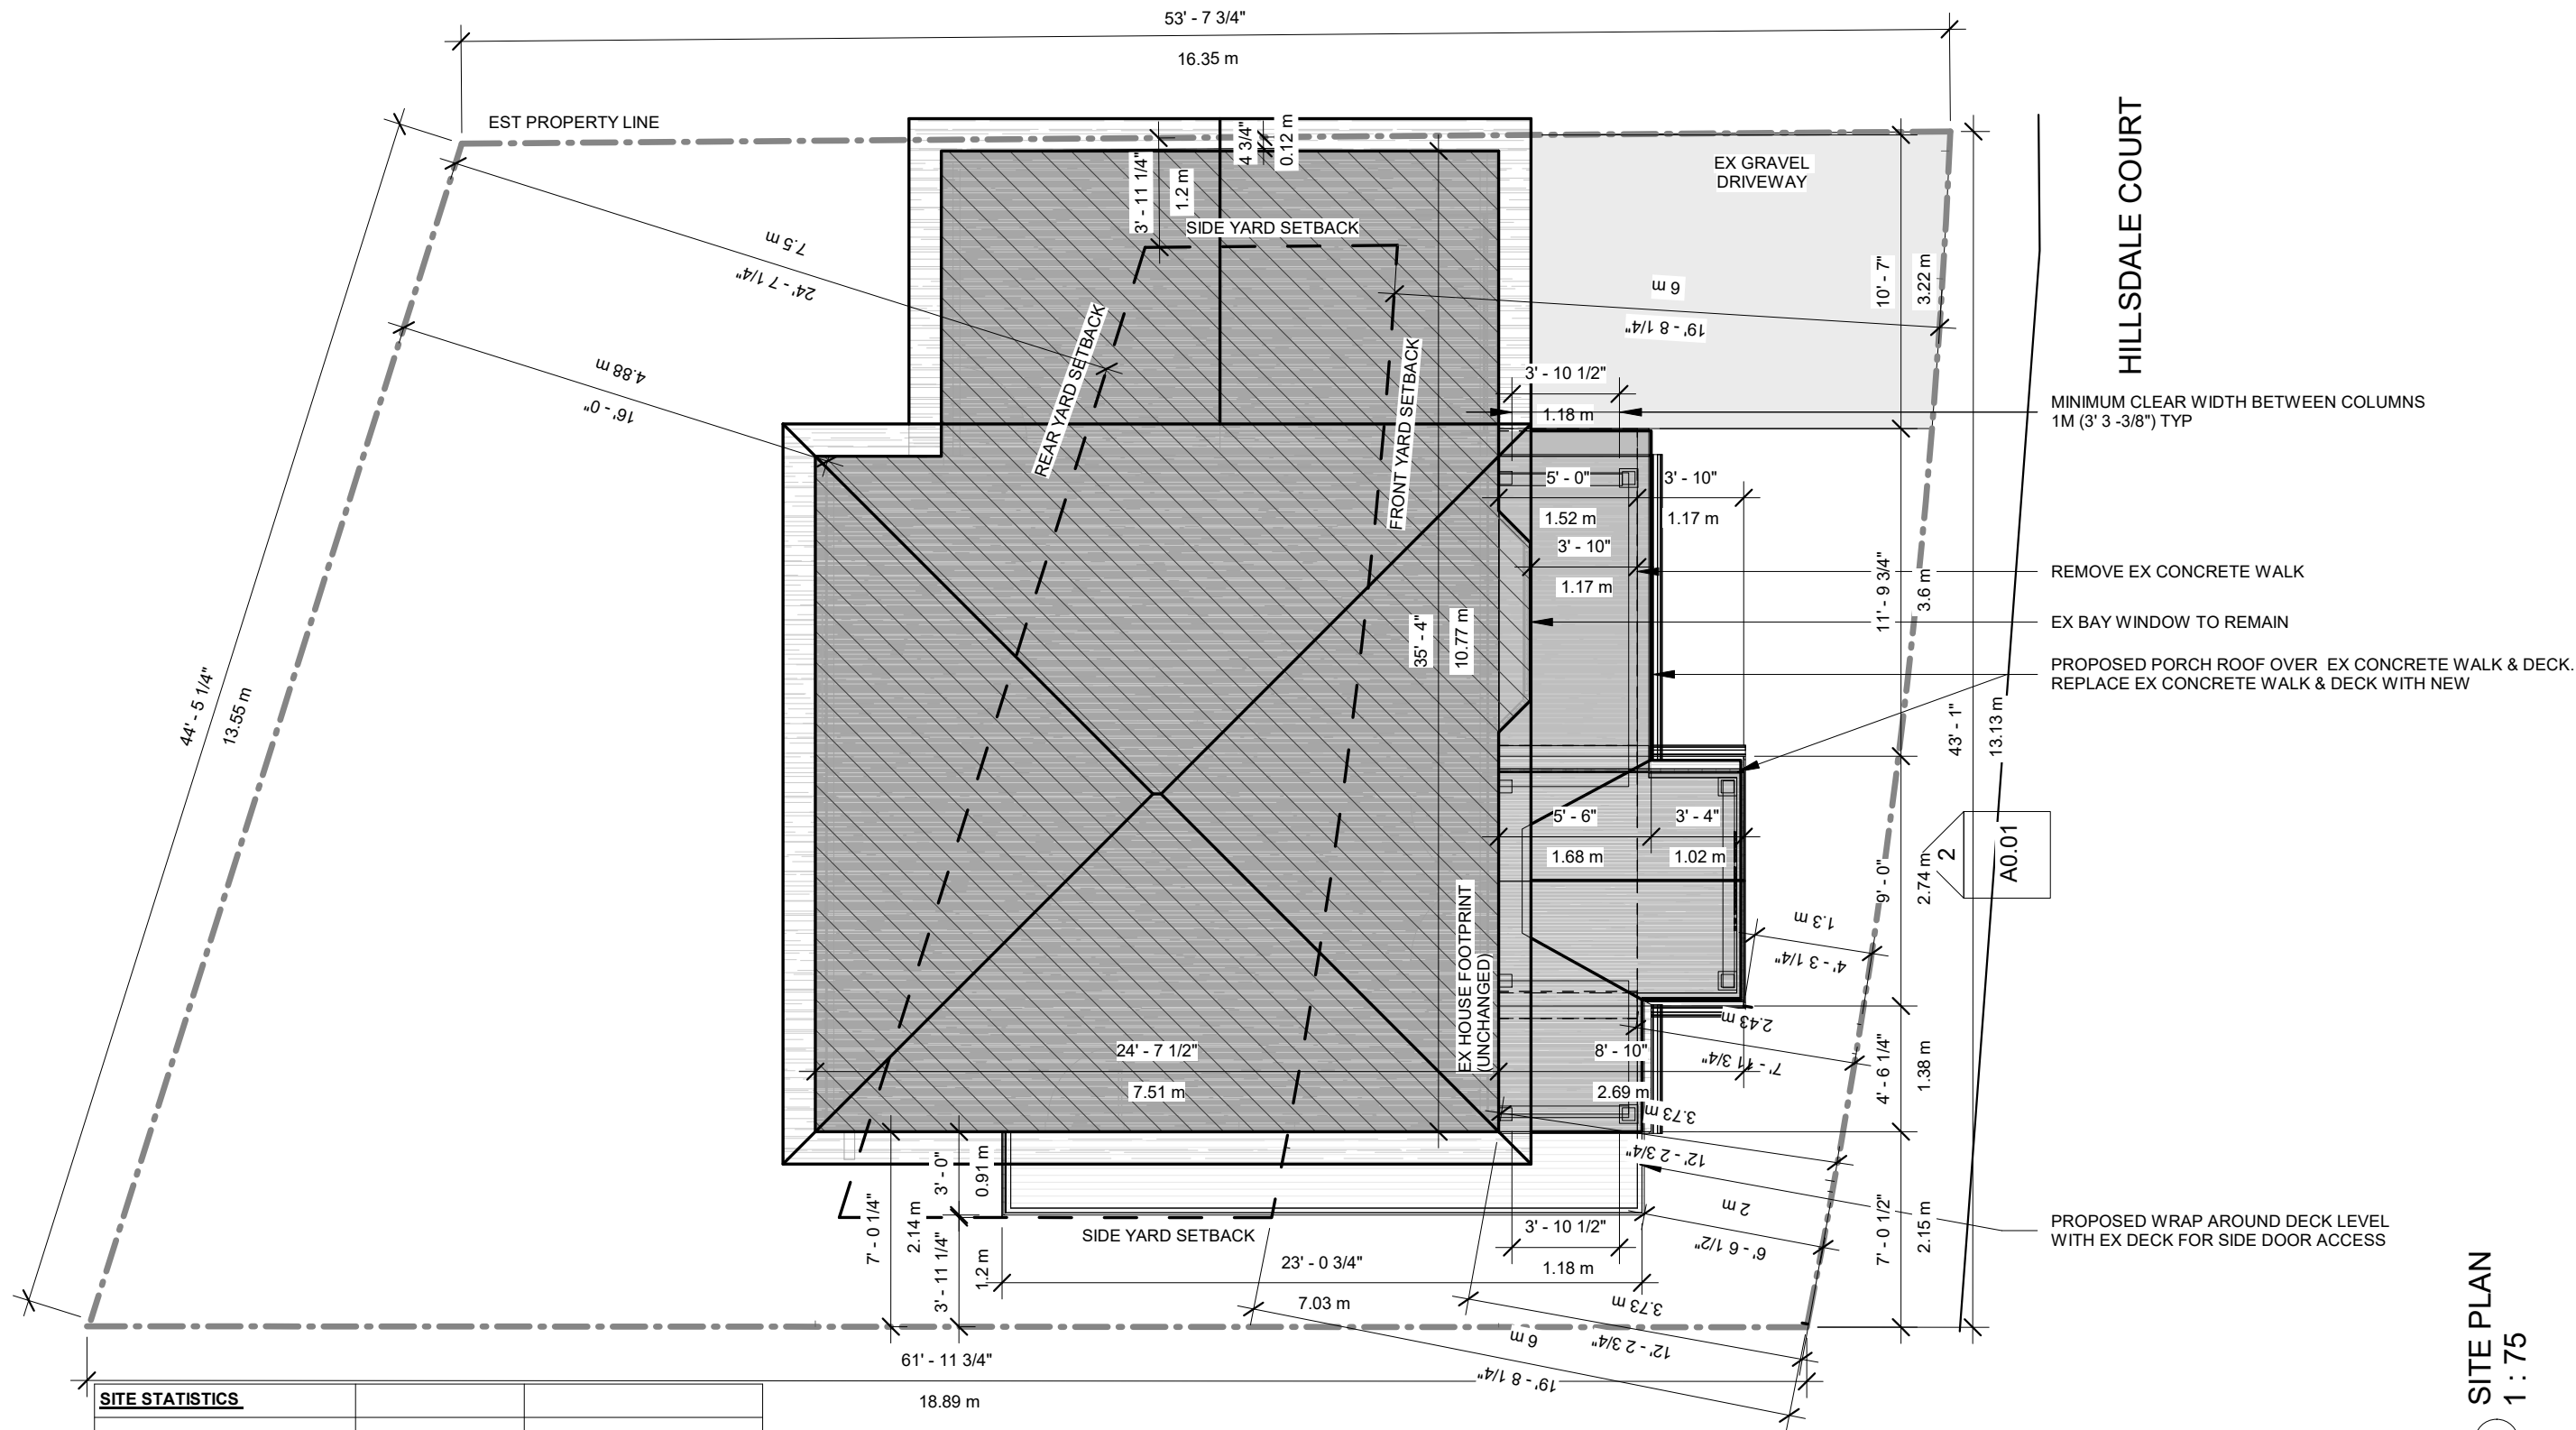 53' - 7 3/4"
16.35 m
EST PROPERTY LINE
4 3/4"
0.12 m
3' - 11 1/4"
1.2 m
SIDE YARD SETBACK
EX GRAVEL
DRIVEWAY
HILLSDALE COURT
7.5 m
24' - 7 1/4"
10' - 7"
3.22 m
6 m
19' - 8 1/4"
REAR YARD SETBACK
FRONT YARD SETBACK
4.88 m
16' - 0"
3' - 10 1/2"
1.18 m
MINIMUM CLEAR WIDTH BETWEEN COLUMNS
1M (3' 3 -3/8") TYP
5' - 0"
3' - 10"
1.52 m
1.17 m
3' - 10"
1.17 m
REMOVE EX CONCRETE WALK
11' - 9 3/4"
3.6 m
EX BAY WINDOW TO REMAIN
35' - 4"
10.77 m
PROPOSED PORCH ROOF OVER EX CONCRETE WALK & DECK.
REPLACE EX CONCRETE WALK & DECK WITH NEW
44' - 5 1/4"
13.55 m
43' - 1"
13.13 m
5' - 6"
3' - 4"
1.68 m
1.02 m
2
A0.01
9' - 0"
2.74 m
1.3 m
4' - 3 1/4"
EX HOUSE FOOTPRINT
(UNCHANGED)
2.43 m
7' - 11 3/4"
24' - 7 1/2"
7.51 m
8' - 10"
2.69 m
4' - 6 1/4"
1.38 m
3.73 m
12' - 2 3/4"
7' - 0 1/4"
2.14 m
3' - 0"
0.91 m
3' - 11 1/4"
1.2 m
SIDE YARD SETBACK
3' - 10 1/2"
1.18 m
2 m
6' - 6 1/2"
7' - 0 1/2"
2.15 m
PROPOSED WRAP AROUND DECK LEVEL
WITH EX DECK FOR SIDE DOOR ACCESS
23' - 0 3/4"
7.03 m
3.73 m
12' - 2 3/4"
6 m
19' - 8 1/4"
61' - 11 3/4"
18.89 m
SITE STATISTICS
SITE PLAN
1 : 75